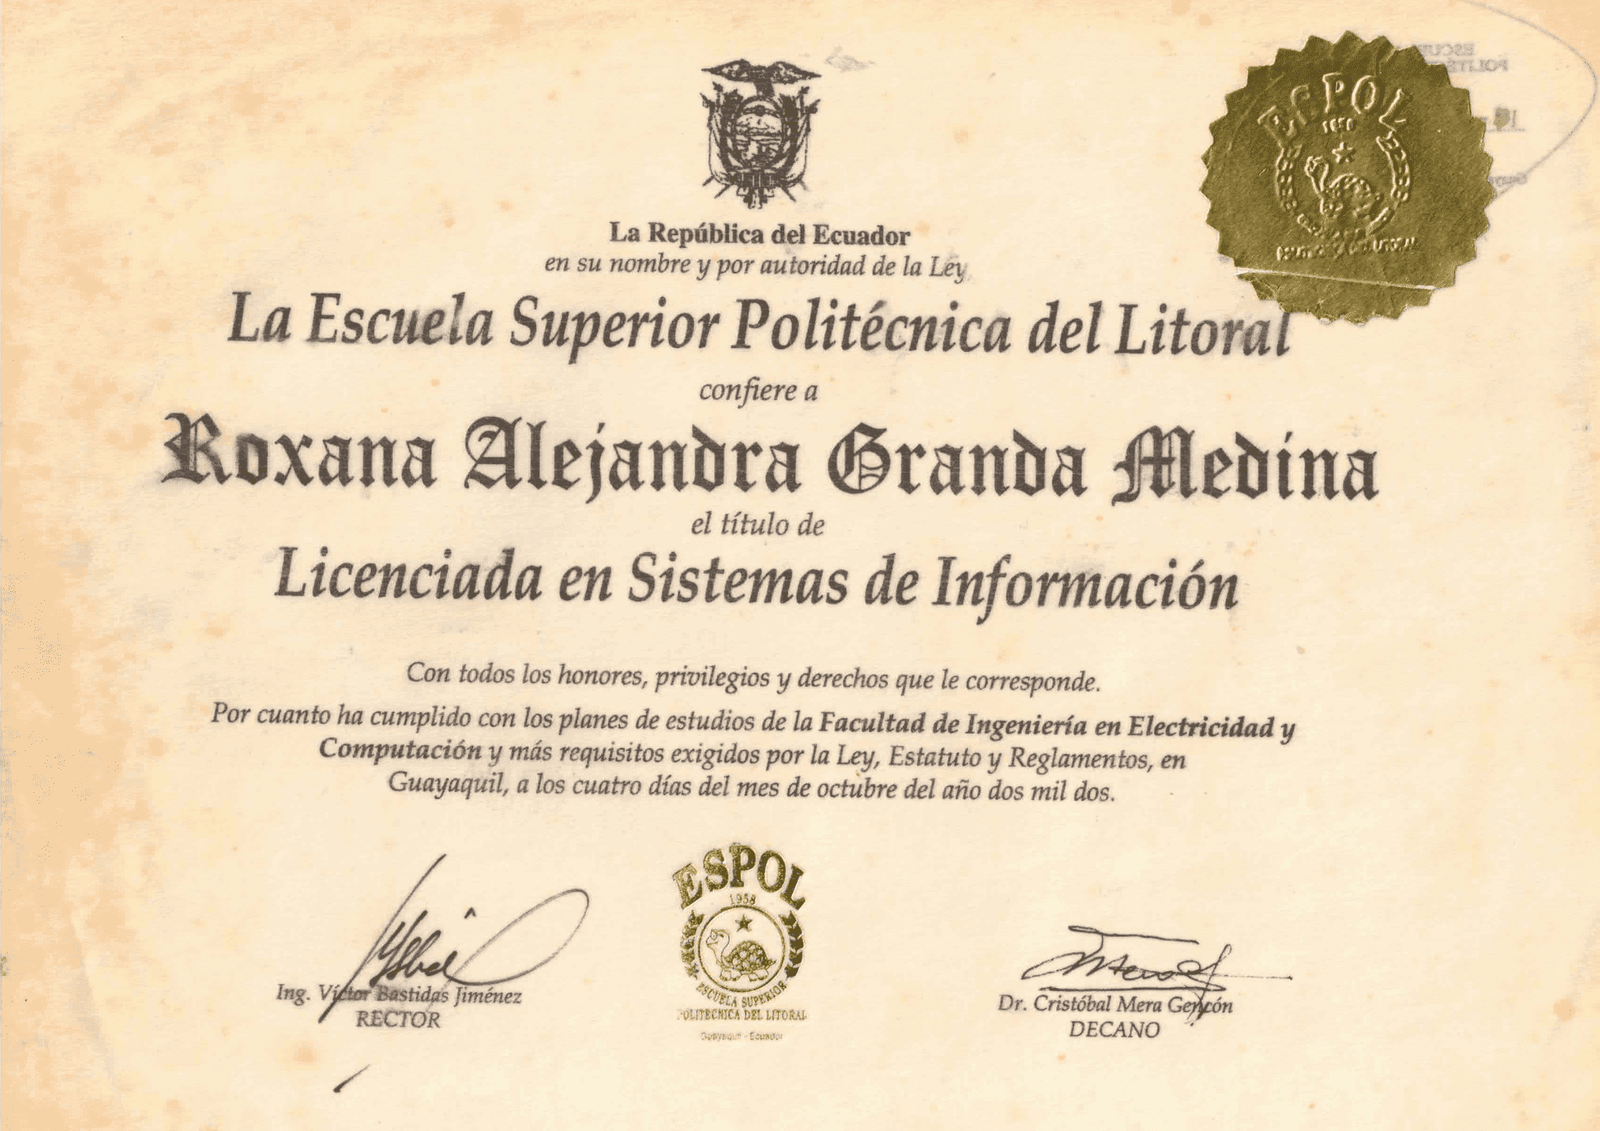 La República del Ecuador
en su nombre y por autoridad de la Ley
La Escuela Superior Politécnica del Litoral
confiere a
Roxana Alejandra Granda Medina
el título de
Licenciada en Sistemas de Información
Con todos los honores, privilegios y derechos que le corresponde.
Por cuanto ha cumplido con los planes de estudios de la Facultad de Ingeniería en Electricidad y
Computación y más requisitos exigidos por la Ley, Estatuto y Reglamentos, en
Guayaquil, a los cuatro días del mes de octubre del año dos mil dos.
ESPOL
1958
ESPOL
1958
ESCUELA SUPERIOR
POLITECNICA DEL LITORAL
Guayaquil - Ecuador
Ing. Víctor Bastidas Jiménez
RECTOR
Dr. Cristóbal Mera Gencón
DECANO